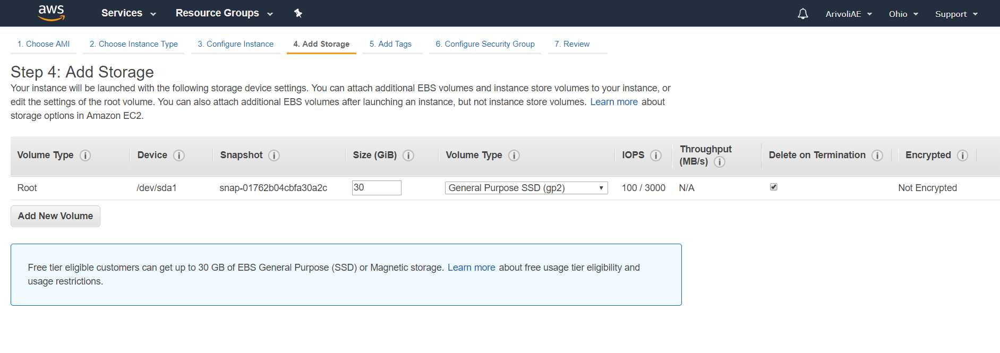 aws Services Resource Groups ArivoliAE Ohio Support
1. Choose AMI 2. Choose Instance Type 3. Configure Instance 4. Add Storage 5. Add Tags 6. Configure Security Group 7. Review
Step 4: Add Storage
Your instance will be launched with the following storage device settings. You can attach additional EBS volumes and instance store volumes to your instance, or
edit the settings of the root volume. You can also attach additional EBS volumes after launching an instance, but not instance store volumes. Learn more about
storage options in Amazon EC2.
Volume Type Device Snapshot Size (GiB) Volume Type IOPS Throughput (MB/s) Delete on Termination Encrypted
Root /dev/sda1 snap-01762b04cbfa30a2c 30 General Purpose SSD (gp2) 100 / 3000 N/A Not Encrypted
Add New Volume
Free tier eligible customers can get up to 30 GB of EBS General Purpose (SSD) or Magnetic storage. Learn more about free usage tier eligibility and
usage restrictions.